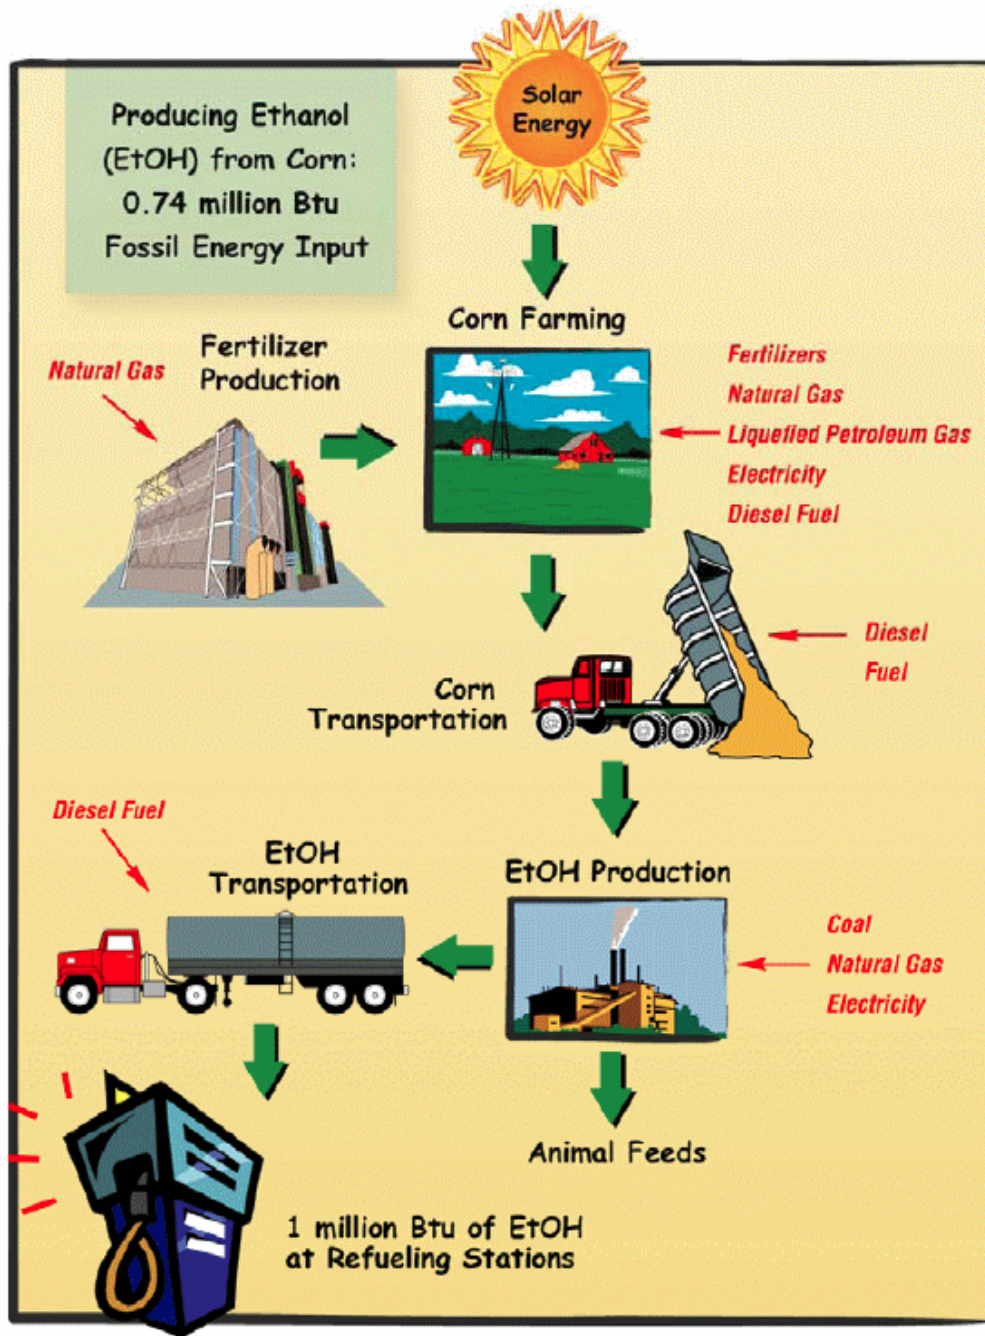 Solar
Energy
Producing Ethanol
(EtOH) from Corn:
0.74 million Btu
Fossil Energy Input
Corn Farming
Fertilizer
Production
Natural Gas
Fertilizers
Natural Gas
Liquefied Petroleum Gas
Electricity
Diesel Fuel
Diesel
Fuel
Corn
Transportation
Diesel Fuel
EtOH
Transportation
EtOH Production
Coal
Natural Gas
Electricity
Animal Feeds
1 million Btu of EtOH
at Refueling Stations